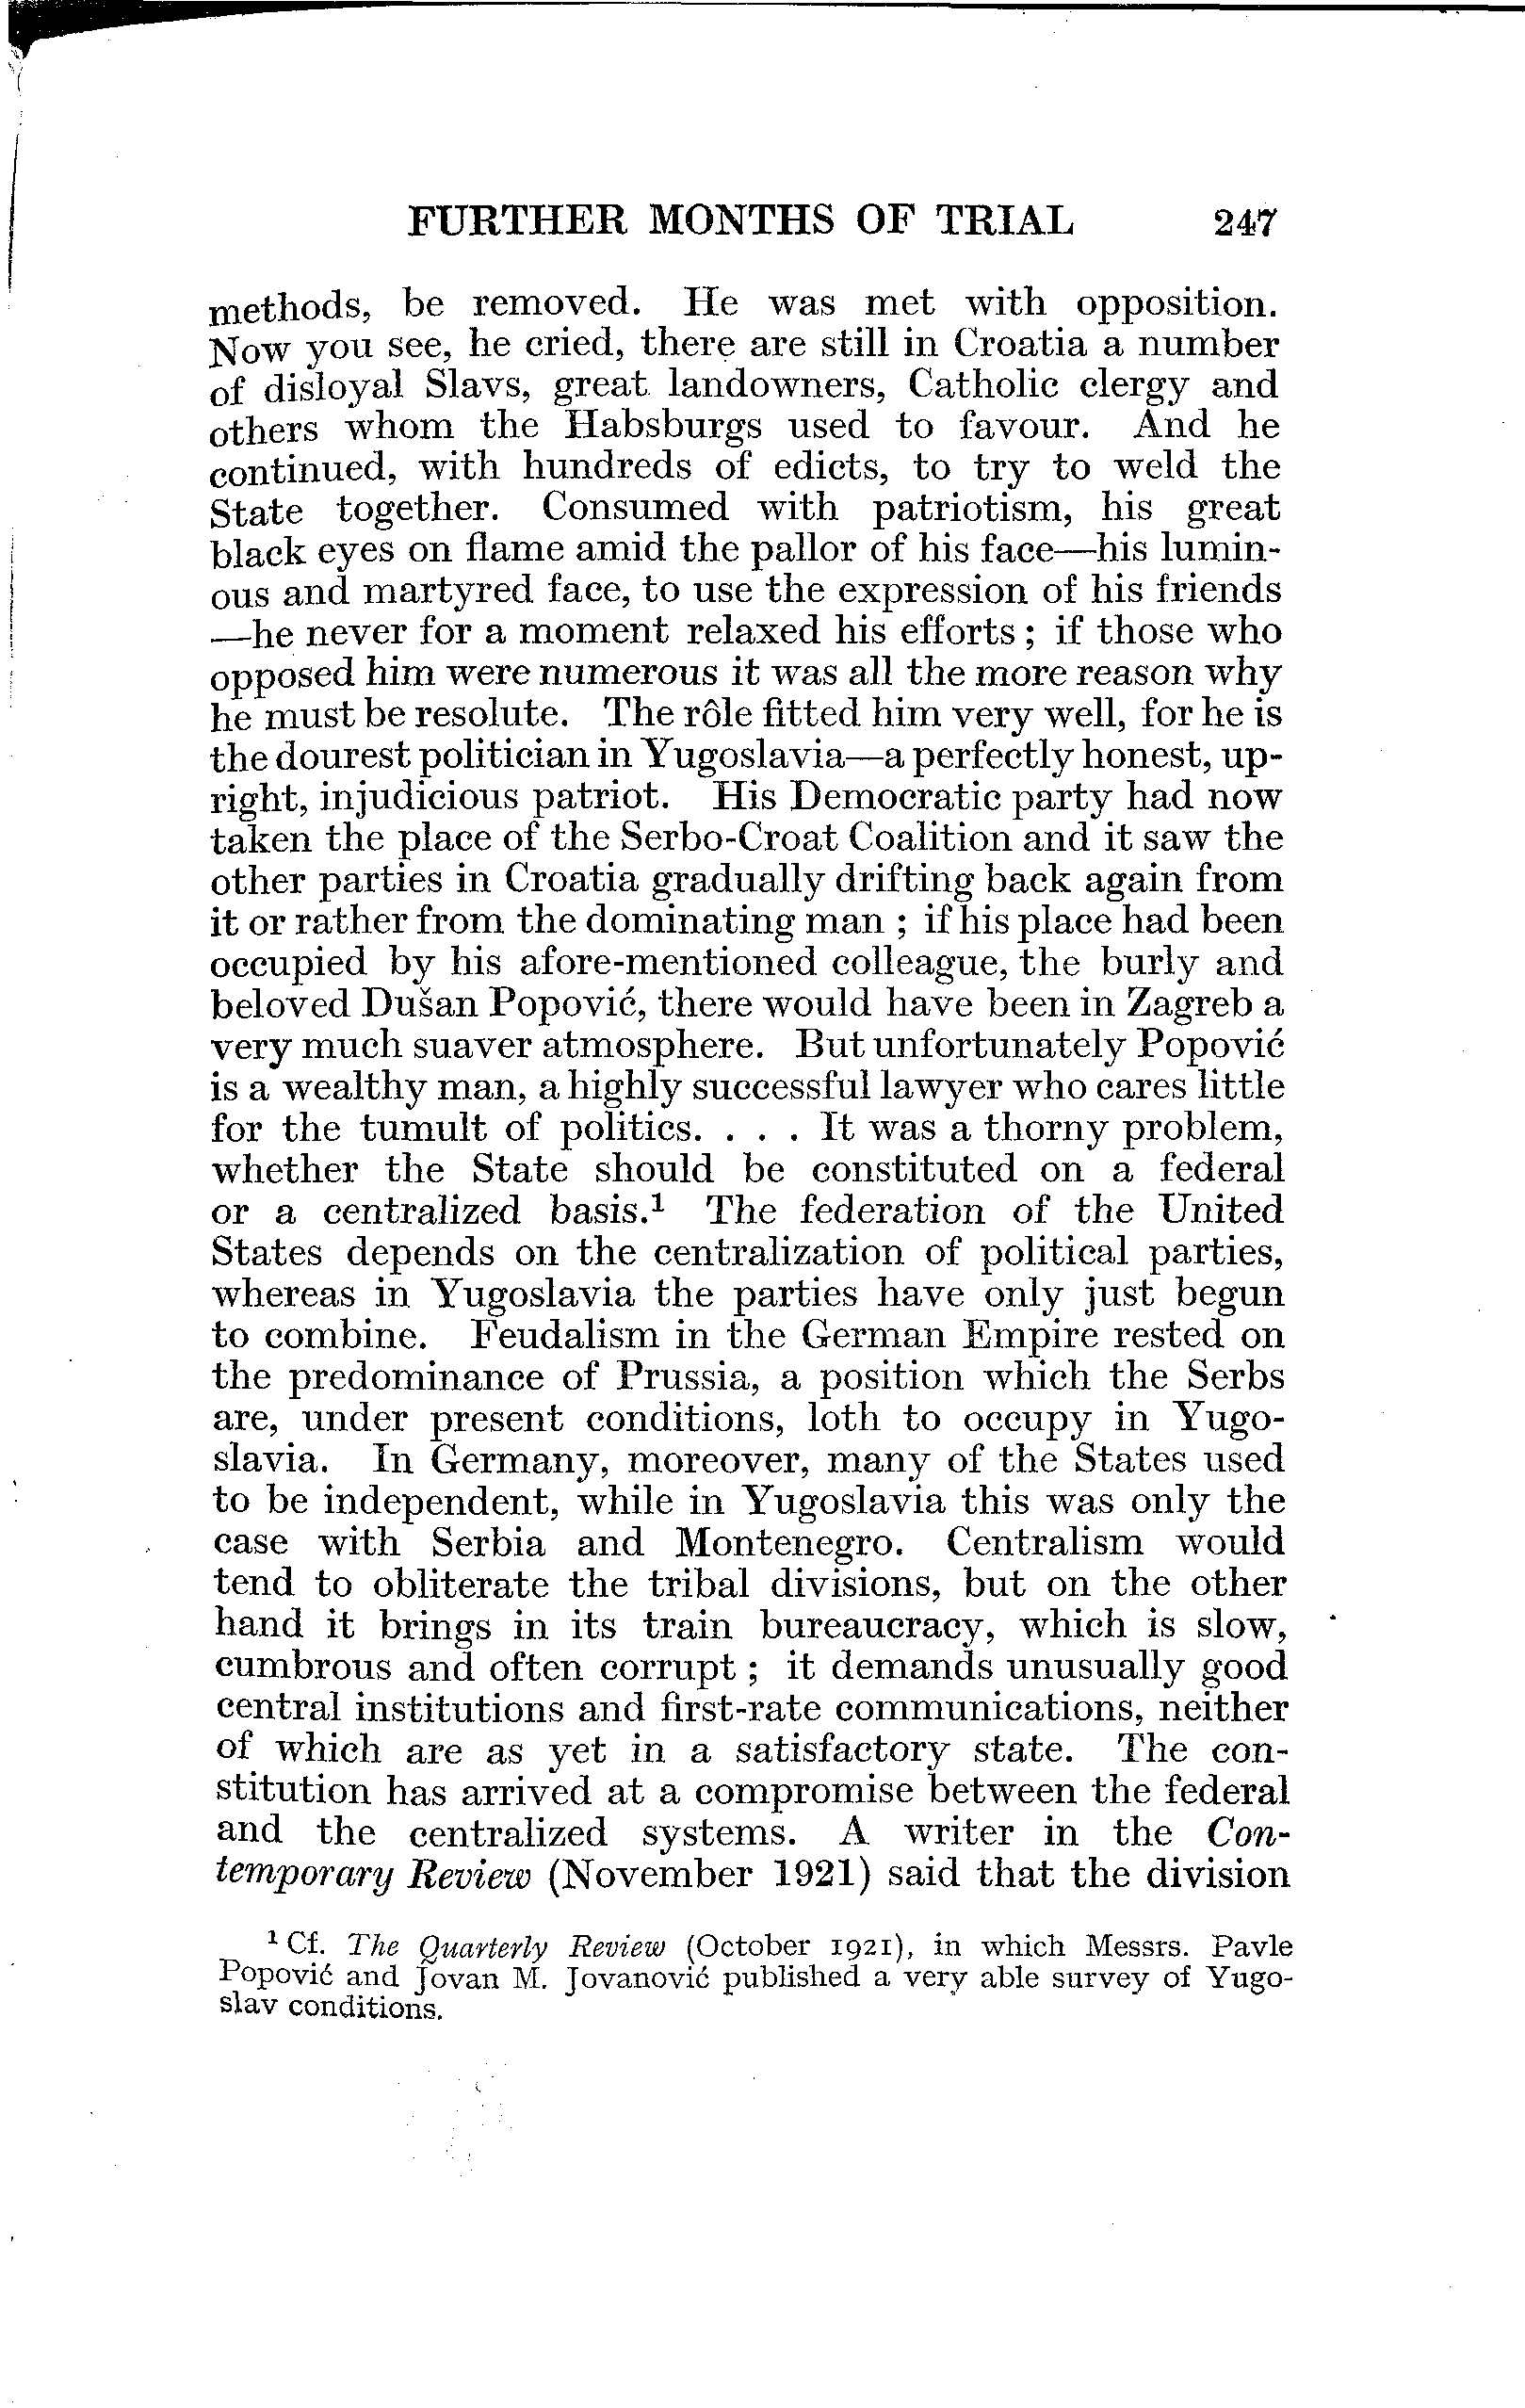 FURTHER MONTHS OF TRIAL 247
methods, be removed. He was met with opposition.
Now you see, he cried, there are still in Croatia a number
of disloyal Slavs, great landowners, Catholic clergy and
others whom the Habsburgs used to favour. And he
continued, with hundreds of edicts, to try to weld the
State together. Consumed with patriotism, his great
black eyes on flame amid the pallor of his face—his lumin-
ous and martyred face, to use the expression of his friends
—he never for a moment relaxed his efforts ; if those who
opposed him were numerous it was all the more reason why
he must be resolute. The rôle fitted him very well, for he is
the dourest politician in Yugoslavia—a perfectly honest, up-
right, injudicious patriot. His Democratic party had now
taken the place of the Serbo-Croat Coalition and it saw the
other parties in Croatia gradually drifting back again from
it or rather from the dominating man ; if his place had been
occupied by his afore-mentioned colleague, the burly and
beloved Dušan Popović, there would have been in Zagreb a
very much suaver atmosphere. But unfortunately Popović
is a wealthy man, a highly successful lawyer who cares little
for the tumult of politics. . . . It was a thorny problem,
whether the State should be constituted on a federal
or a centralized basis.¹ The federation of the United
States depends on the centralization of political parties,
whereas in Yugoslavia the parties have only just begun
to combine. Feudalism in the German Empire rested on
the predominance of Prussia, a position which the Serbs
are, under present conditions, loth to occupy in Yugo-
slavia. In Germany, moreover, many of the States used
to be independent, while in Yugoslavia this was only the
case with Serbia and Montenegro. Centralism would
tend to obliterate the tribal divisions, but on the other
hand it brings in its train bureaucracy, which is slow,
cumbrous and often corrupt ; it demands unusually good
central institutions and first-rate communications, neither
of which are as yet in a satisfactory state. The con-
stitution has arrived at a compromise between the federal
and the centralized systems. A writer in the Con-
temporary Review (November 1921) said that the division
¹ Cf. The Quarterly Review (October 1921), in which Messrs. Pavle
Popović and Jovan M. Jovanović published a very able survey of Yugo-
slav conditions.